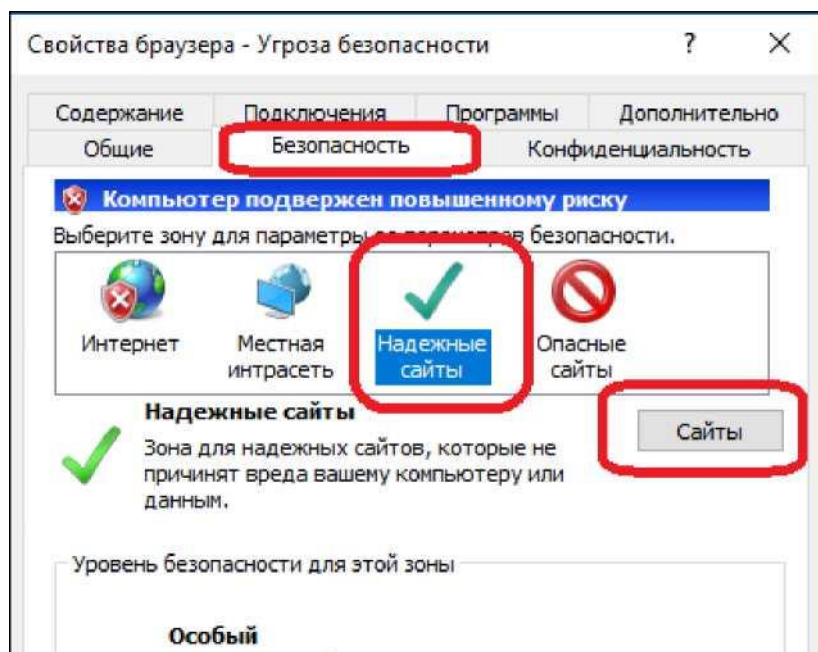 Свойства браузера - Угроза безопасности ? ×
Содержание Подключения Программы Дополнительно
Общие Безопасность Конфиденциальность
Компьютер подвержен повышенному риску
Выберите зону для параметры ее параметров безопасности.
Интернет Местная интрасеть Надежные сайты Опасные сайты
Надежные сайты
Сайты
Зона для надежных сайтов, которые не
причинят вреда вашему компьютеру или
данным.
Уровень безопасности для этой зоны
Особый